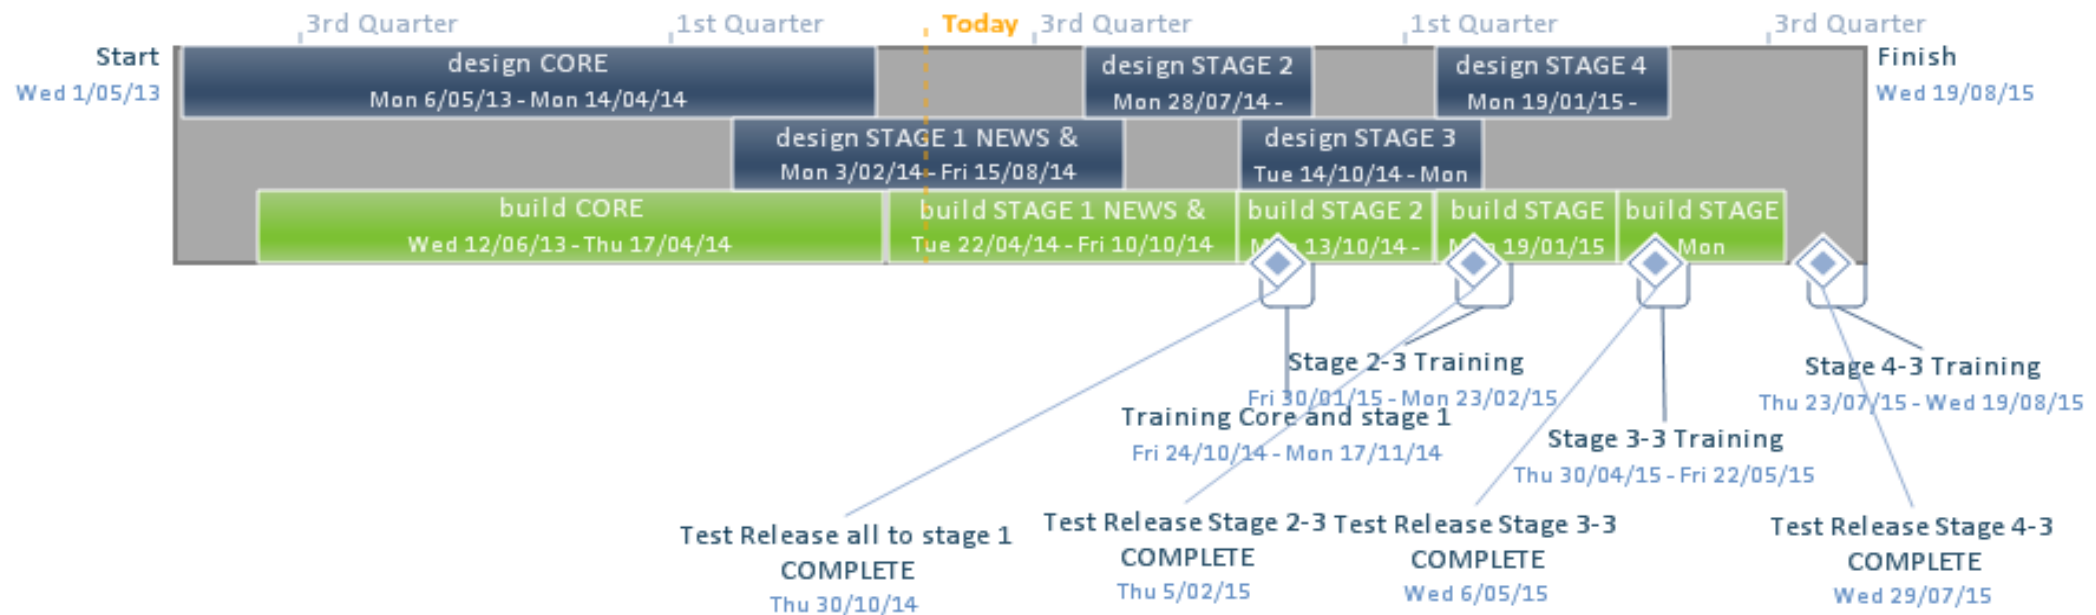 3rd Quarter
1st Quarter
Today
3rd Quarter
1st Quarter
3rd Quarter
Start
Wed 1/05/13
design CORE
Mon 6/05/13 - Mon 14/04/14
design STAGE 2
Mon 28/07/14 -
design STAGE 4
Mon 19/01/15 -
Finish
Wed 19/08/15
design STAGE 1 NEWS &
Mon 3/02/14 - Fri 15/08/14
design STAGE 3
Tue 14/10/14 - Mon
build CORE
Wed 12/06/13 - Thu 17/04/14
build STAGE 1 NEWS &
Tue 22/04/14 - Fri 10/10/14
build STAGE 2
Mon 13/10/14 -
build STAGE
Mon 19/01/15
build STAGE
Mon
Stage 2-3 Training
Fri 30/01/15 - Mon 23/02/15
Stage 4-3 Training
Thu 23/07/15 - Wed 19/08/15
Training Core and stage 1
Fri 24/10/14 - Mon 17/11/14
Stage 3-3 Training
Thu 30/04/15 - Fri 22/05/15
Test Release all to stage 1
COMPLETE
Thu 30/10/14
Test Release Stage 2-3
COMPLETE
Thu 5/02/15
Test Release Stage 3-3
COMPLETE
Wed 6/05/15
Test Release Stage 4-3
COMPLETE
Wed 29/07/15